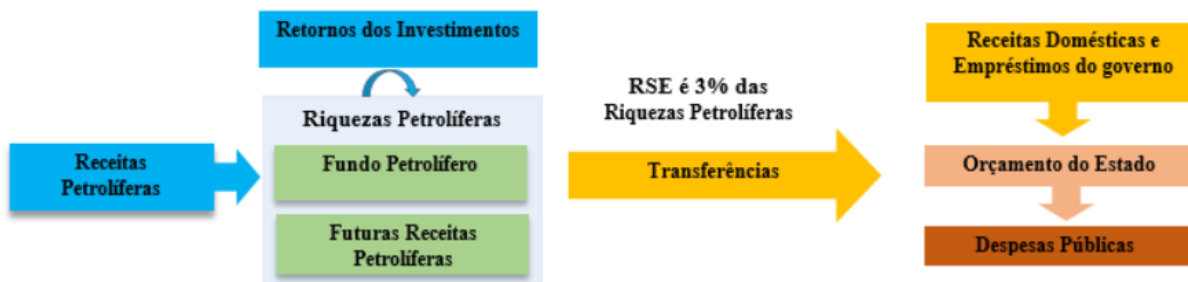 Retornos dos Investimentos
Riquezas Petrolíferas
Receitas
Petrolíferas
Fundo Petrolífero
Futuras Receitas
Petrolíferas
RSE é 3% das
Riquezas Petrolíferas
Transferências
Receitas Domésticas e
Empréstimos do governo
Orçamento do Estado
Despesas Públicas